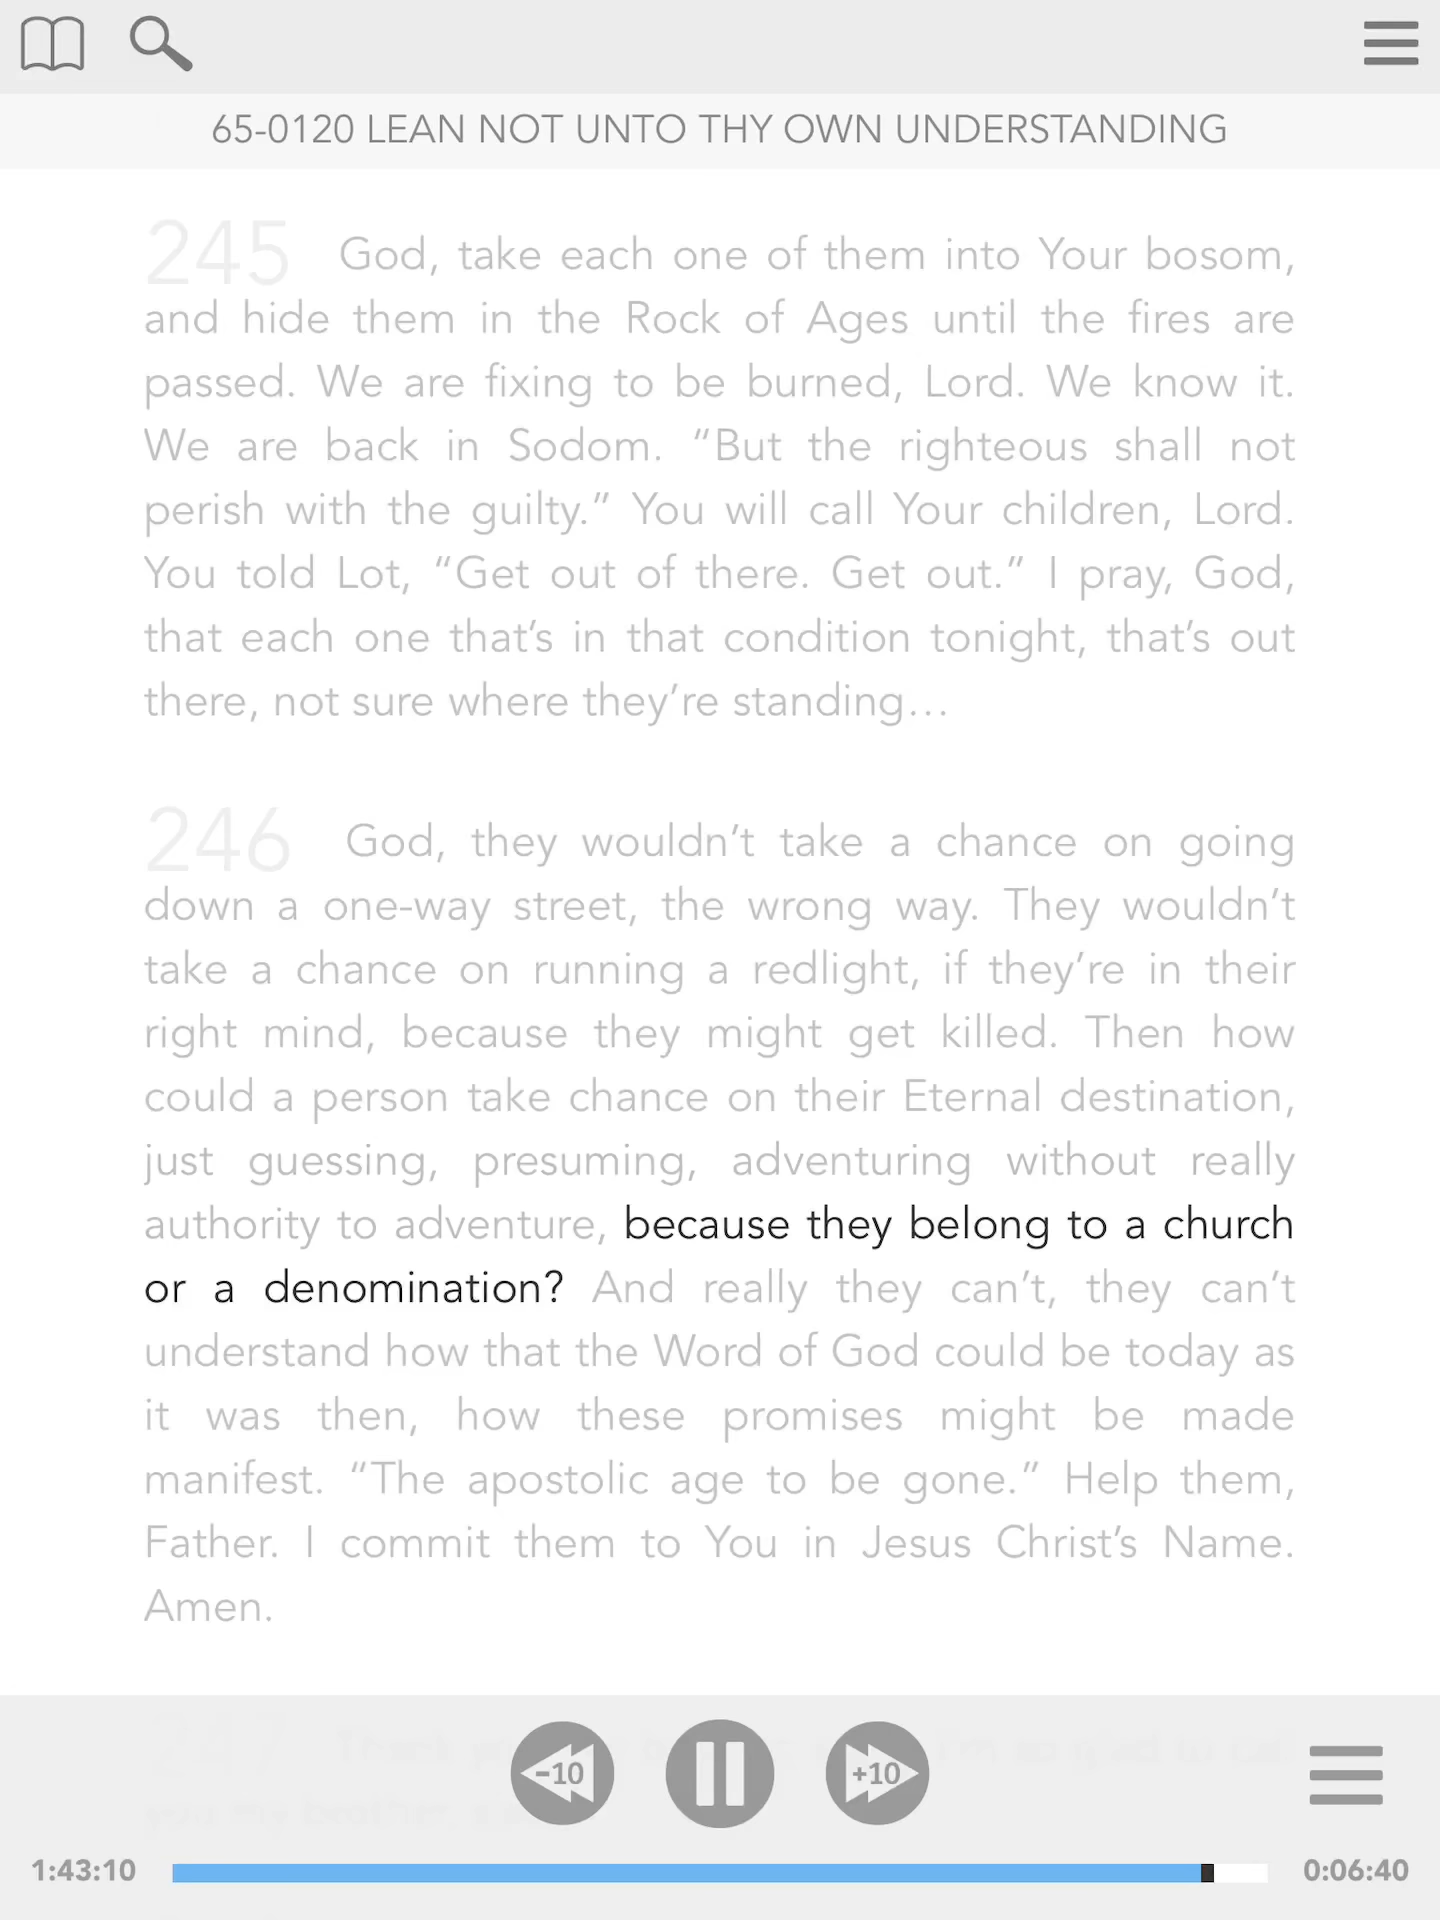 65-0120 LEAN NOT UNTO THY OWN UNDERSTANDING
245 God, take each one of them into Your bosom,
and hide them in the Rock of Ages until the fires are
passed. We are fixing to be burned, Lord. We know it.
We are back in Sodom. “But the righteous shall not
perish with the guilty.” You will call Your children, Lord.
You told Lot, “Get out of there. Get out.” I pray, God,
that each one that’s in that condition tonight, that’s out
there, not sure where they’re standing…
246 God, they wouldn’t take a chance on going
down a one-way street, the wrong way. They wouldn’t
take a chance on running a redlight, if they’re in their
right mind, because they might get killed. Then how
could a person take chance on their Eternal destination,
just guessing, presuming, adventuring without really
authority to adventure, because they belong to a church
or a denomination? And really they can’t, they can’t
understand how that the Word of God could be today as
it was then, how these promises might be made
manifest. “The apostolic age to be gone.” Help them,
Father. I commit them to You in Jesus Christ’s Name.
Amen.
you my brother
-10 +10
1:43:10 0:06:40